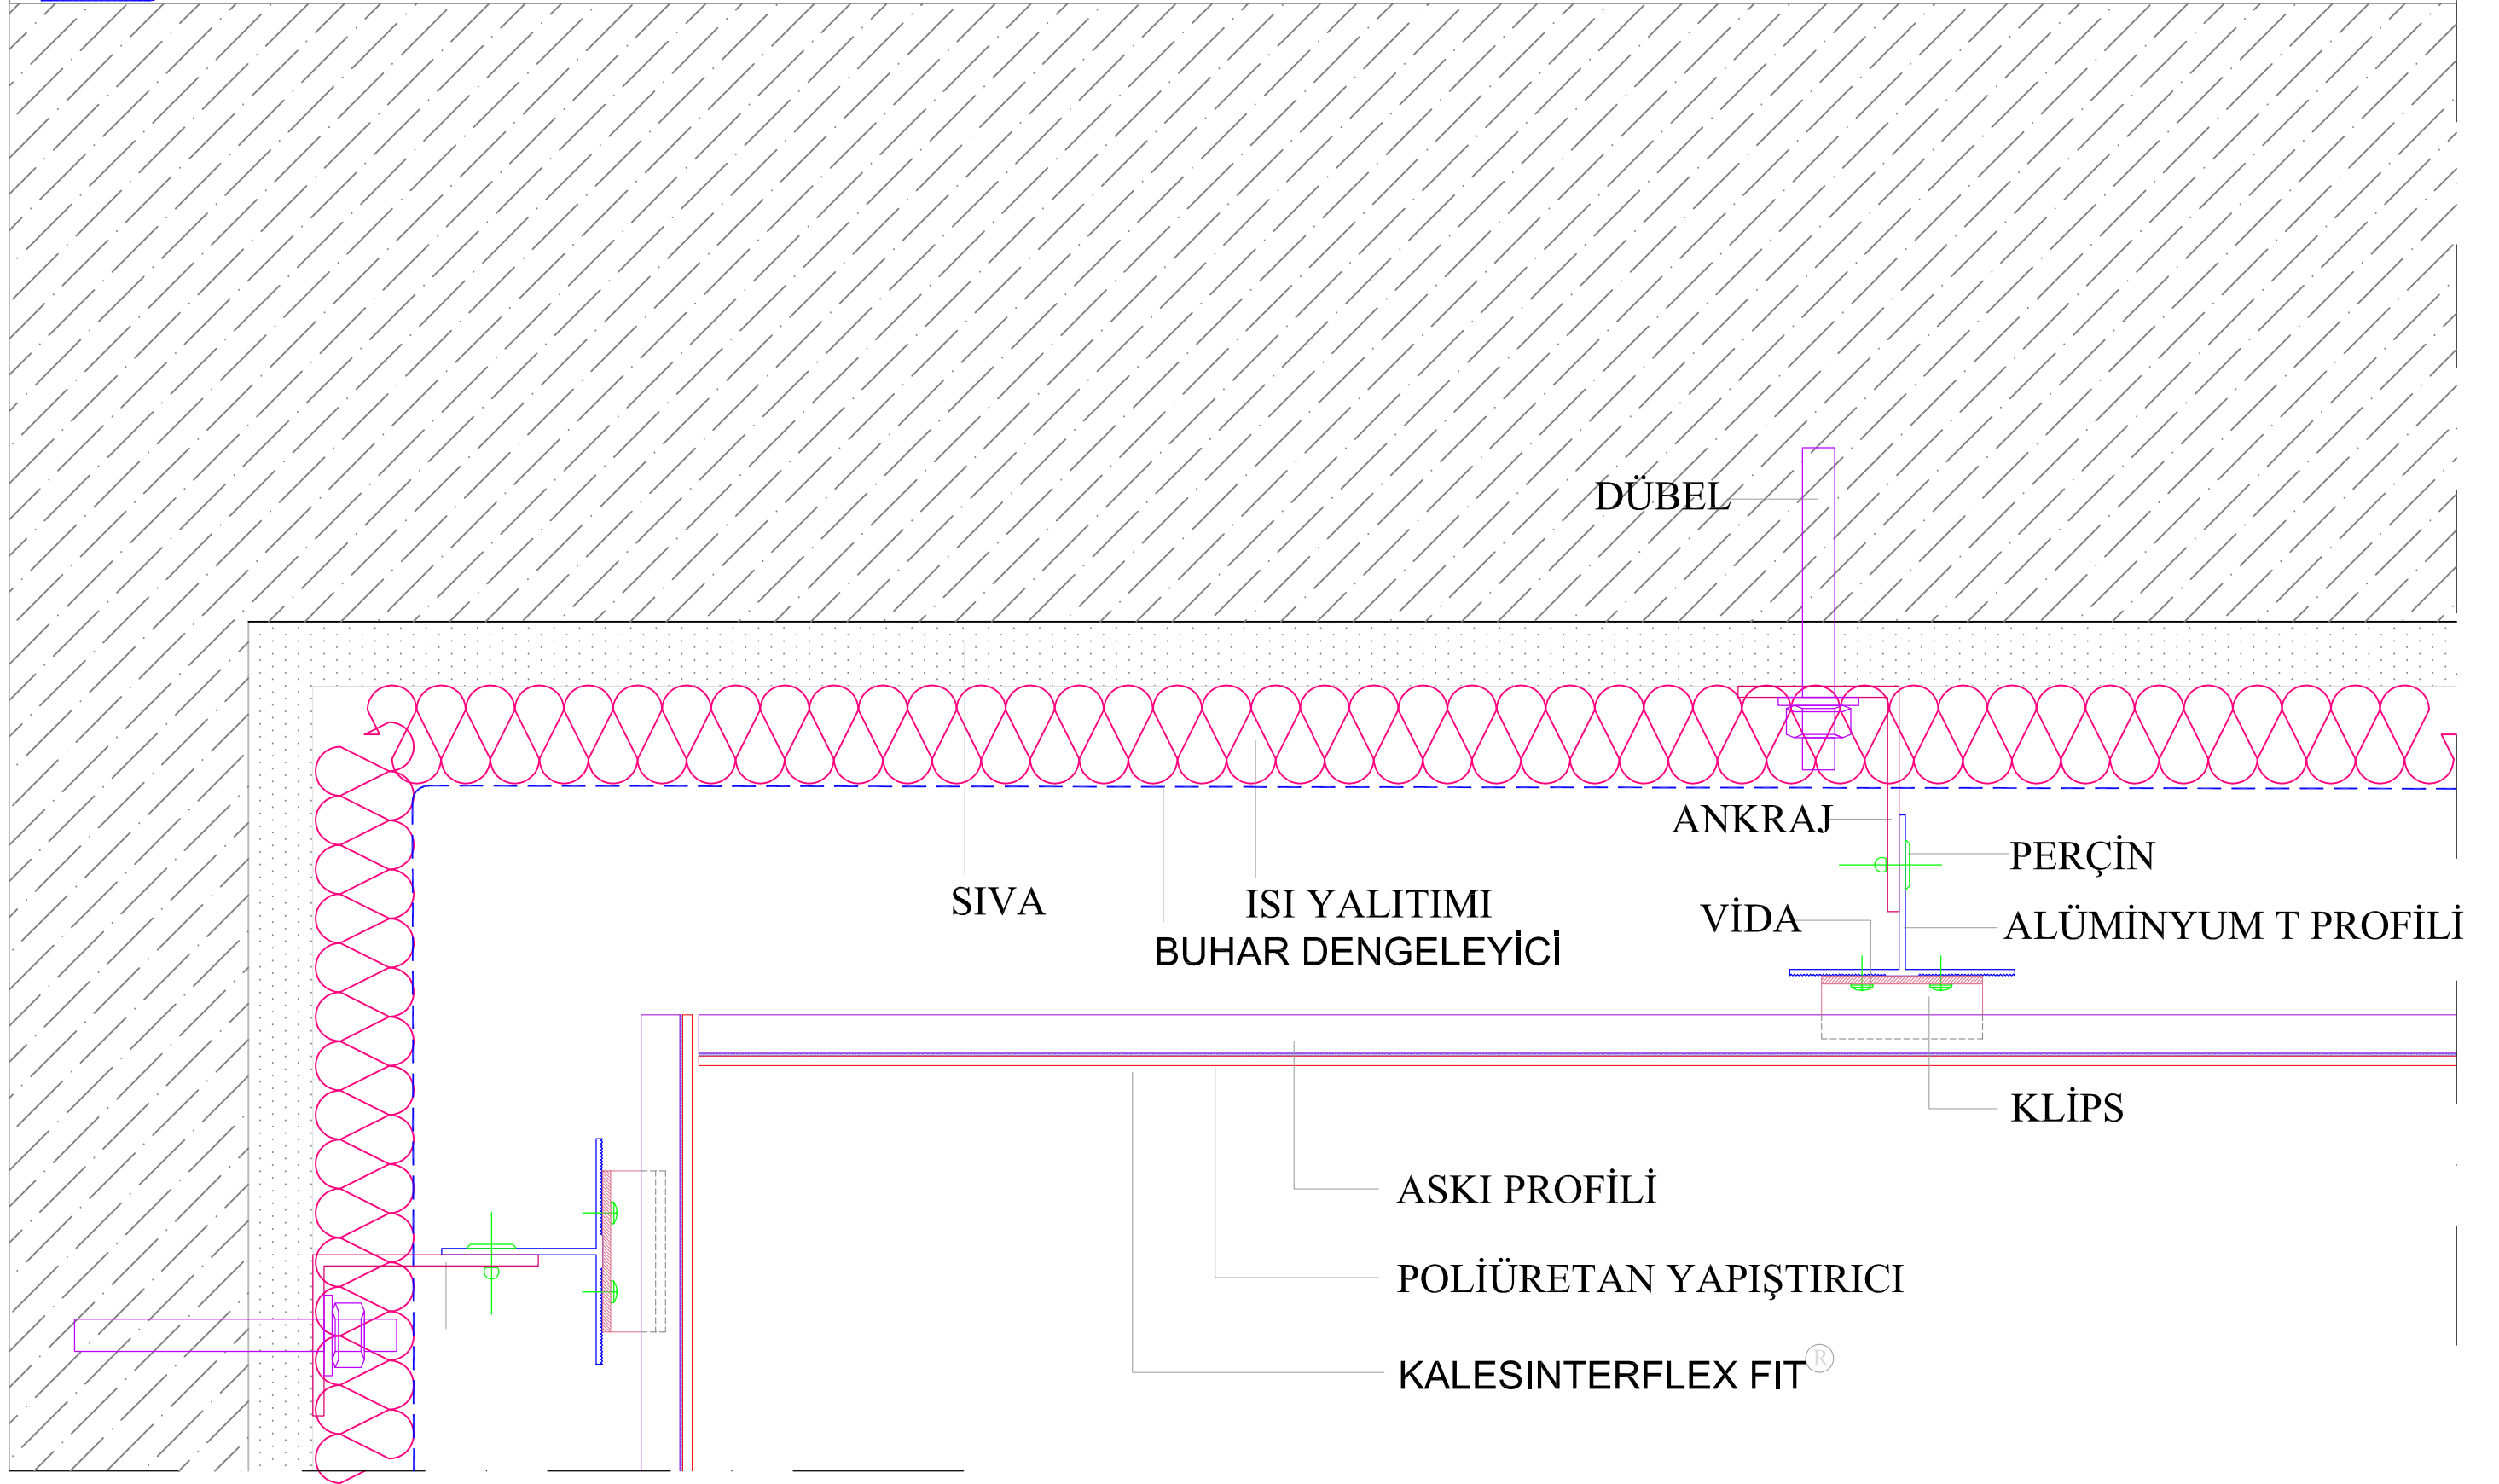 DÜBEL
ANKRAJ
PERÇİN
SIVA
ISI YALITIMI
VİDA
ALÜMİNYUM T PROFİLİ
BUHAR DENGELEYİCİ
KLİPS
ASKI PROFİLİ
POLİÜRETAN YAPIŞTIRICI
KALESINTERFLEX FIT®